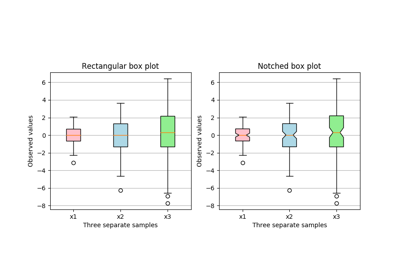 Rectangular box plot
Notched box plot
6
4
2
0
−2
−4
−6
−8
Observed values
x1
x2
x3
Three separate samples
6
4
2
0
−2
−4
−6
−8
Observed values
x1
x2
x3
Three separate samples